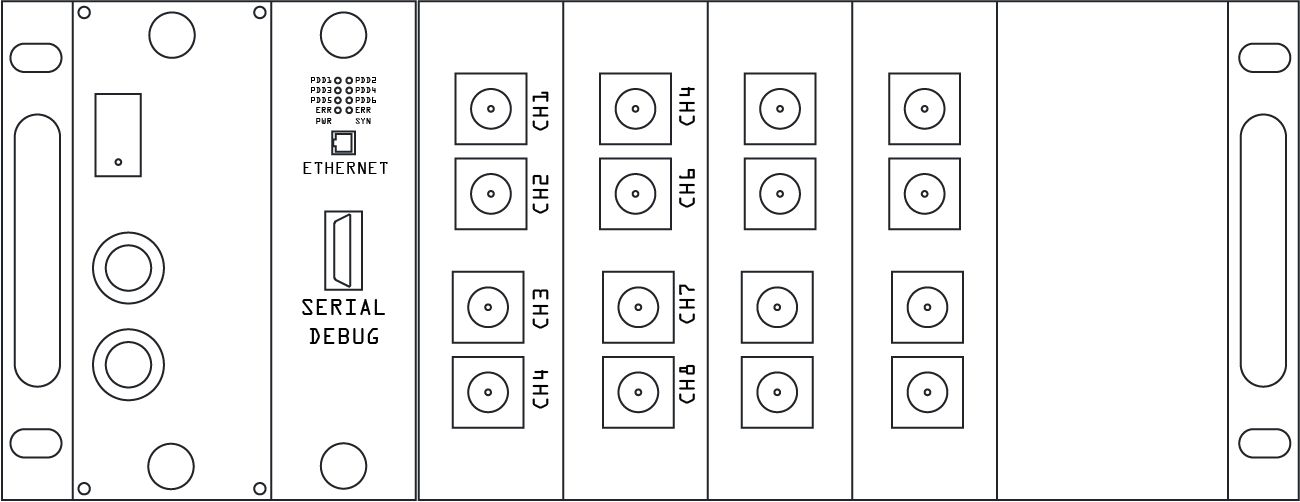 PDD1 PDD2
PDD3 PDD4
PDD5 PDD6
ERR ERR
PWR SYN
ETHERNET
SERIAL
DEBUG
CH1
CH2
CH3
CH4
CH4
CH6
CH7
CH8